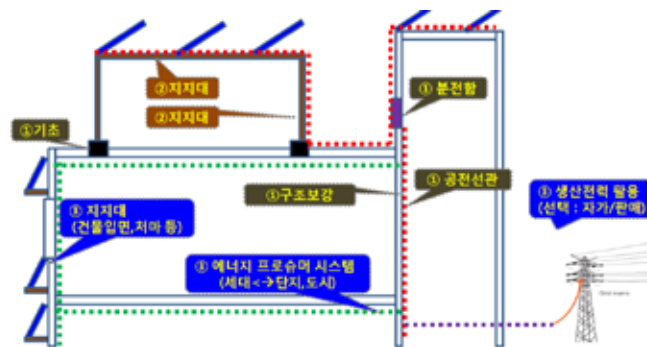 ②지지대
②지지대
① 분전함
①기초
①구조보강
① 공전선관
③ 생산전력 활용
(선택 : 자가/판매)
③ 지지대
(건물입면,처마 등)
③ 에너지 프로슈머 시스템
(세대<→단지,도시)